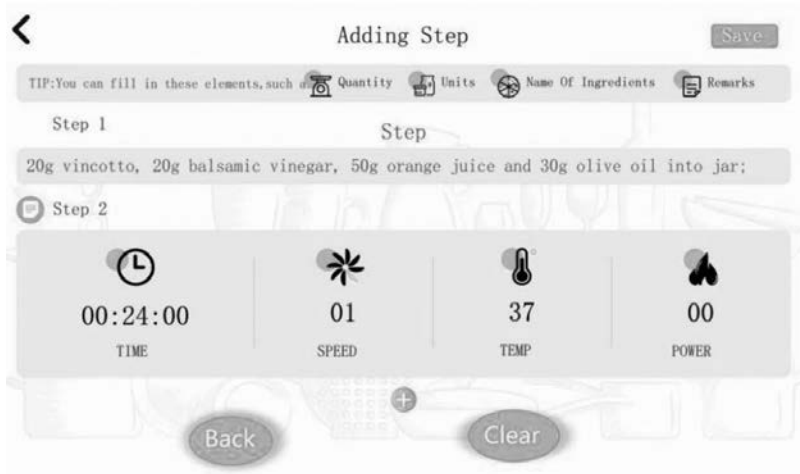 Adding Step
Save
TIP:You can fill in these elements,such
Quantity
Units
Name Of Ingredients
Remarks
Step 1
Step
20g vincotto, 20g balsamic vinegar, 50g orange juice and 30g olive oil into jar;
Step 2
00:24:00
01
37
00
TIME
SPEED
TEMP
POWER
Back
Clear